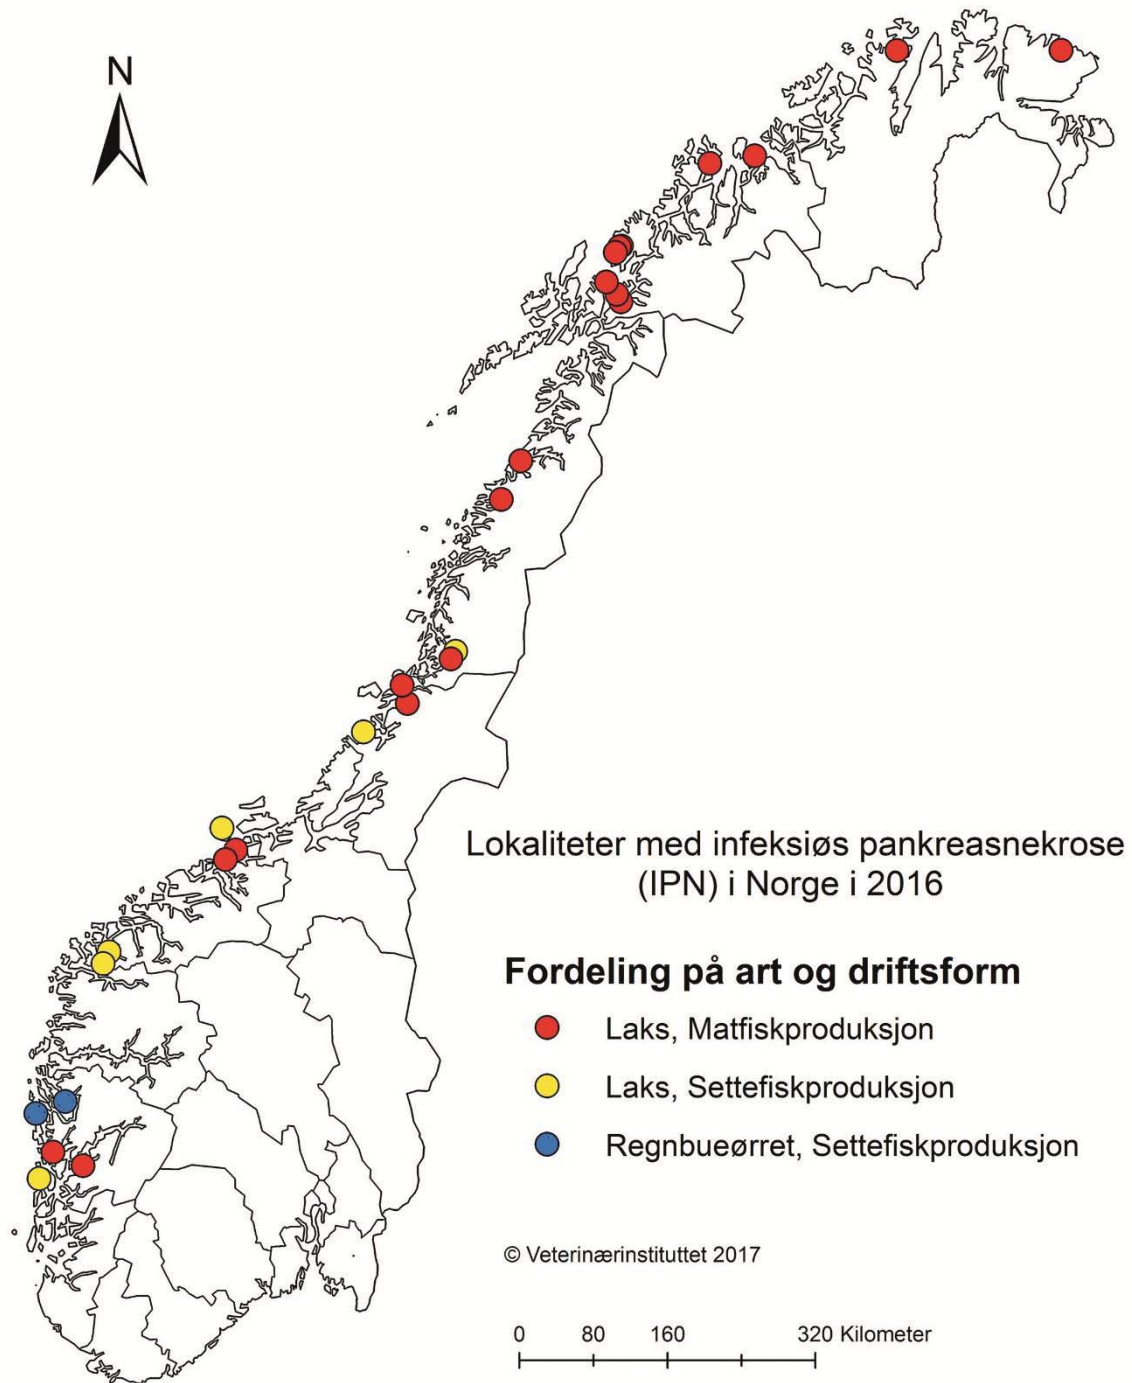 N
Lokaliteter med infeksiøs pankreasnekrose
(IPN) i Norge i 2016
Fordeling på art og driftsform
Laks, Matfiskproduksjon
Laks, Settefiskproduksjon
Regnbueørret, Settefiskproduksjon
© Veterinærinstituttet 2017
0 80 160 320 Kilometer